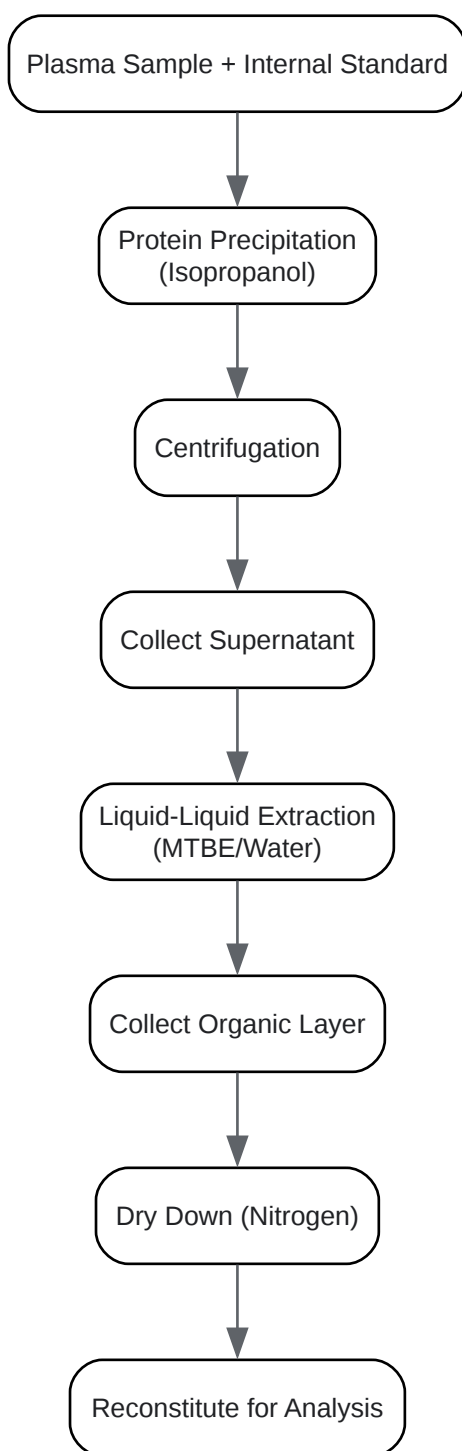 Plasma Sample + Internal Standard
Protein Precipitation
(Isopropanol)
Centrifugation
Collect Supernatant
Liquid-Liquid Extraction
(MTBE/Water)
Collect Organic Layer
Dry Down (Nitrogen)
Reconstitute for Analysis